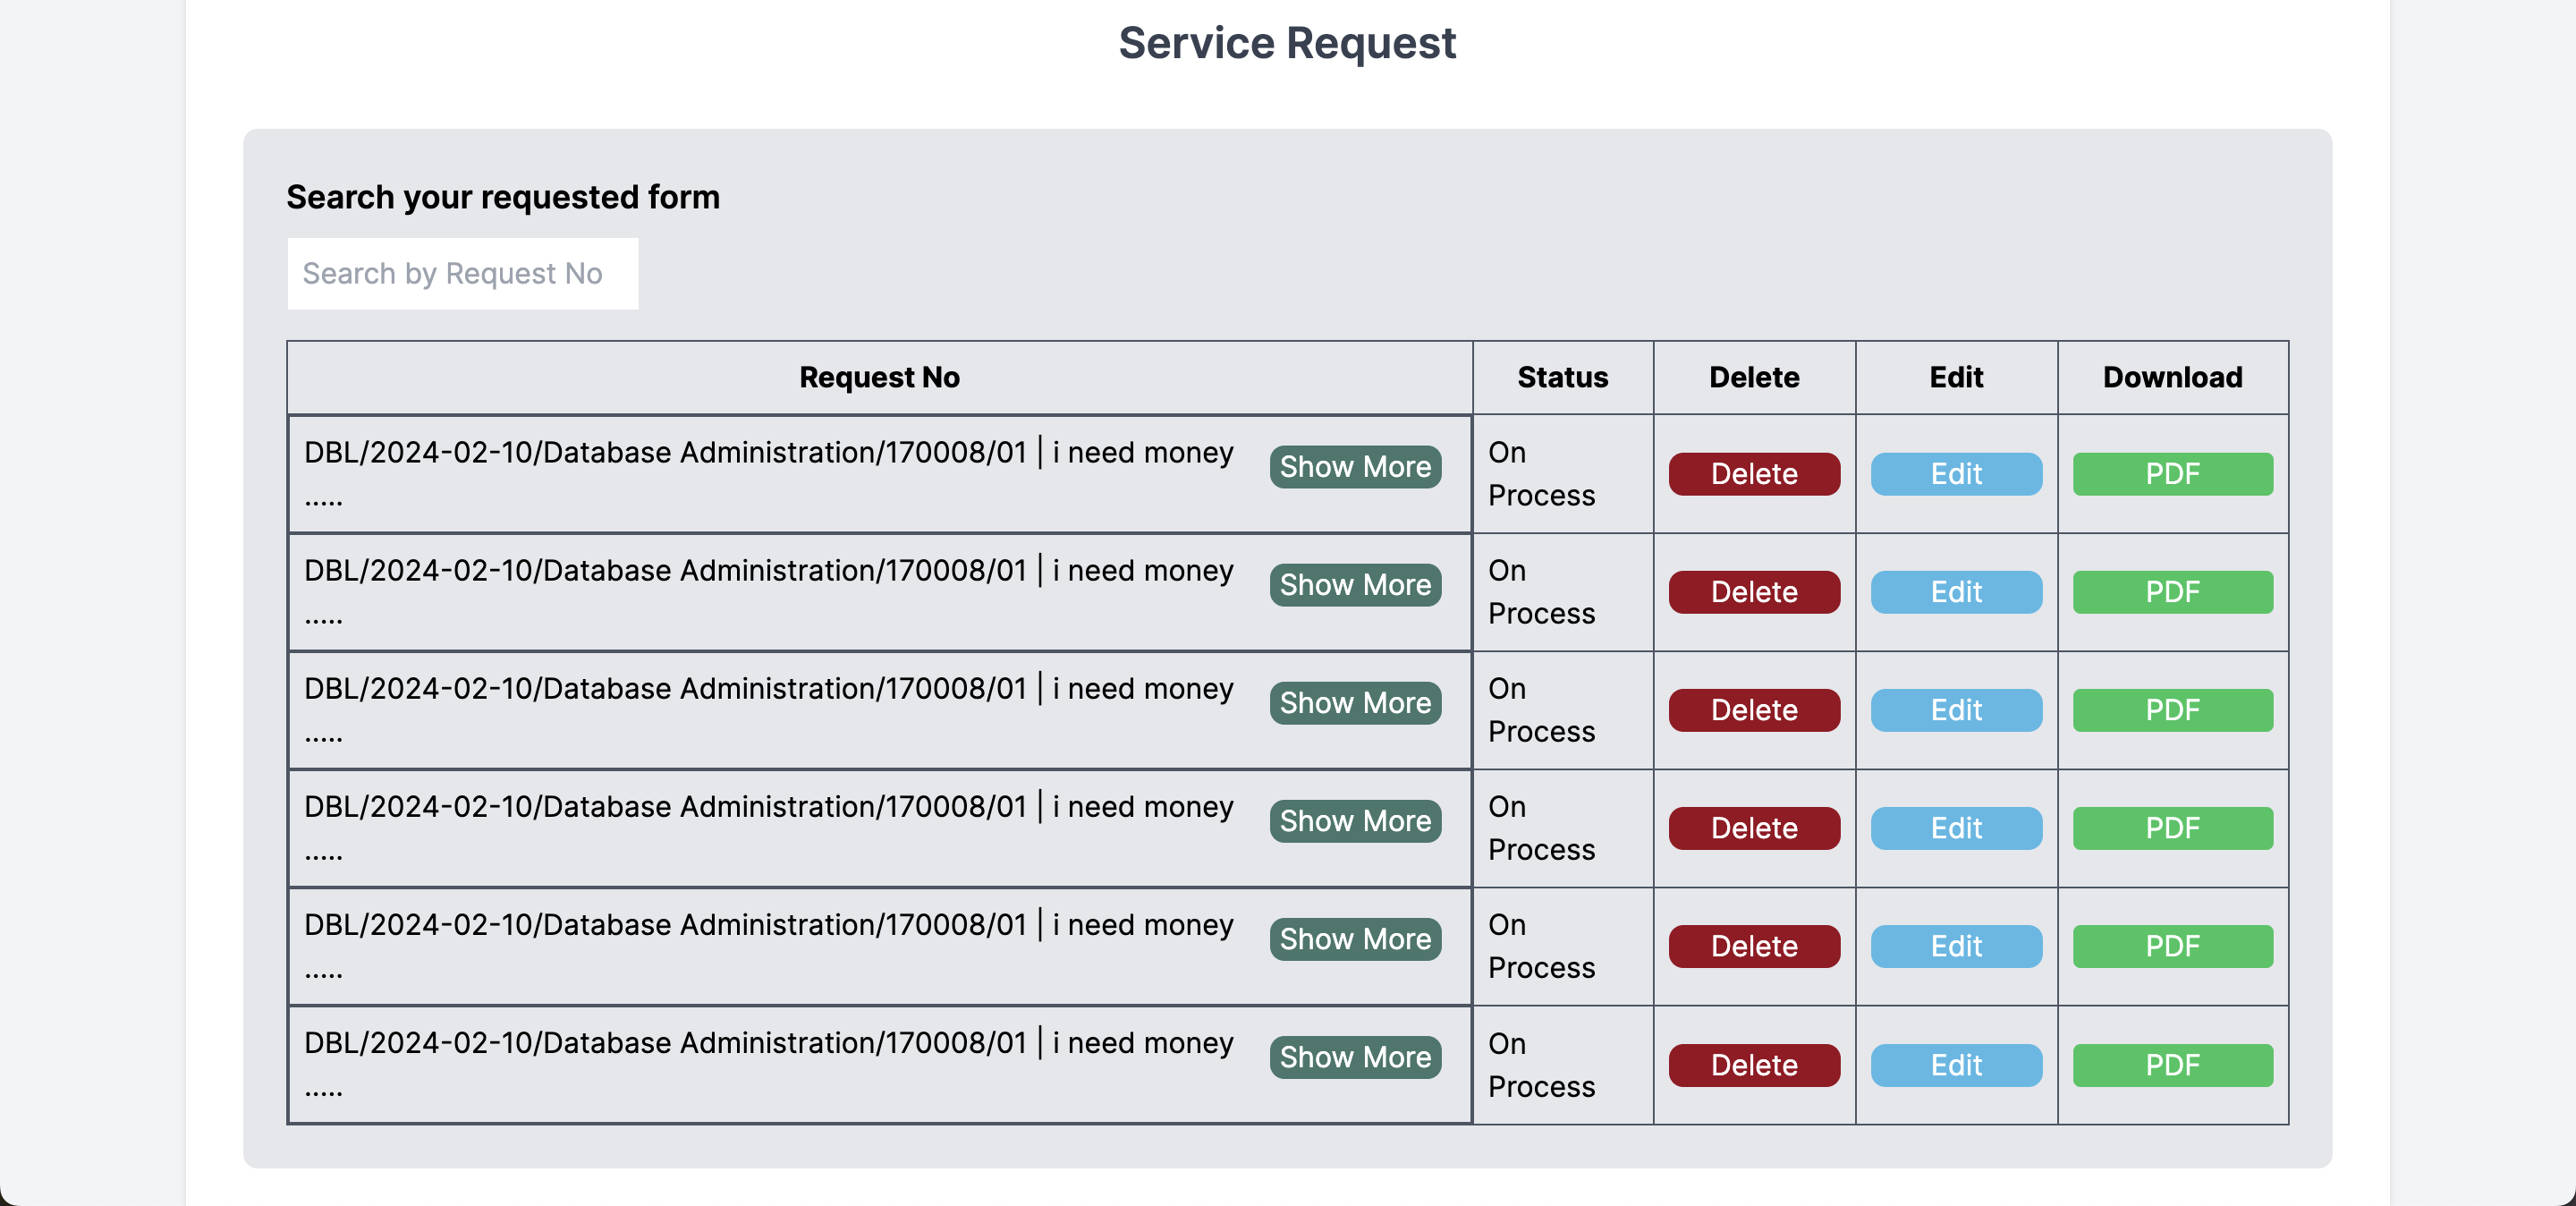 Service Request
Search your requested form
Search by Request No
Request No Status Delete Edit Download
DBL/2024-02-10/Database Administration/170008/01 | i need money
.....
Show More
On
Process
Delete
Edit
PDF
DBL/2024-02-10/Database Administration/170008/01 | i need money
.....
Show More
On
Process
Delete
Edit
PDF
DBL/2024-02-10/Database Administration/170008/01 | i need money
.....
Show More
On
Process
Delete
Edit
PDF
DBL/2024-02-10/Database Administration/170008/01 | i need money
.....
Show More
On
Process
Delete
Edit
PDF
DBL/2024-02-10/Database Administration/170008/01 | i need money
.....
Show More
On
Process
Delete
Edit
PDF
DBL/2024-02-10/Database Administration/170008/01 | i need money
.....
Show More
On
Process
Delete
Edit
PDF